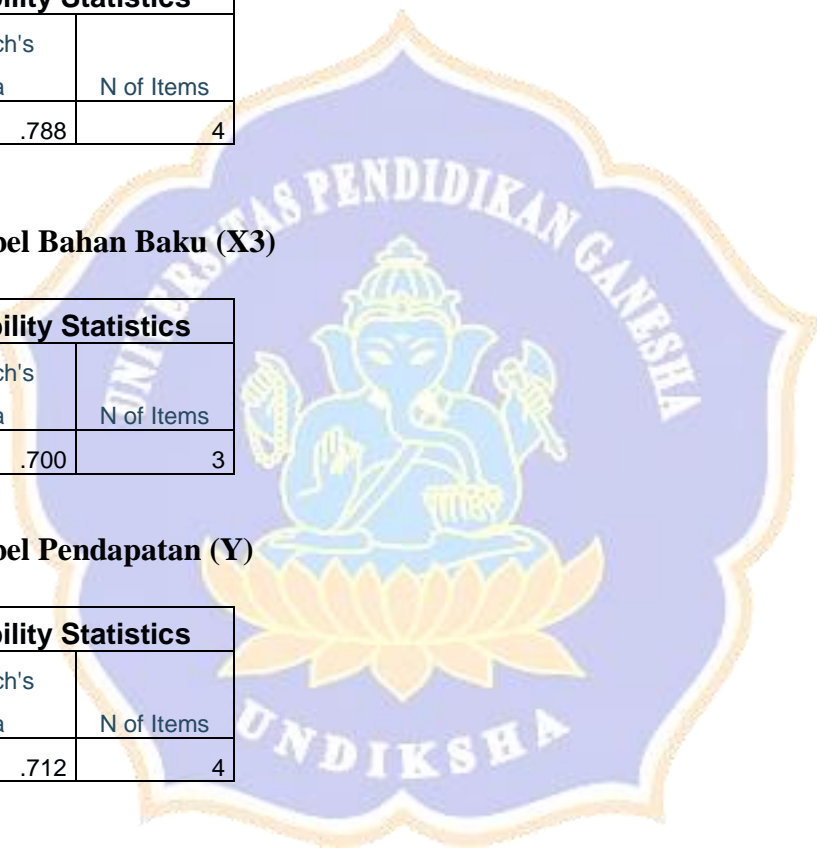 bility Statistics
ch's
a N of Items
.788 4
bel Bahan Baku (X3)
bility Statistics
ch's
a N of Items
.700 3
bel Pendapatan (Y)
bility Statistics
ch's
a N of Items
.712 4
UNIVERSITAS PENDIDIKAN GANESHA
UNDIKSHA